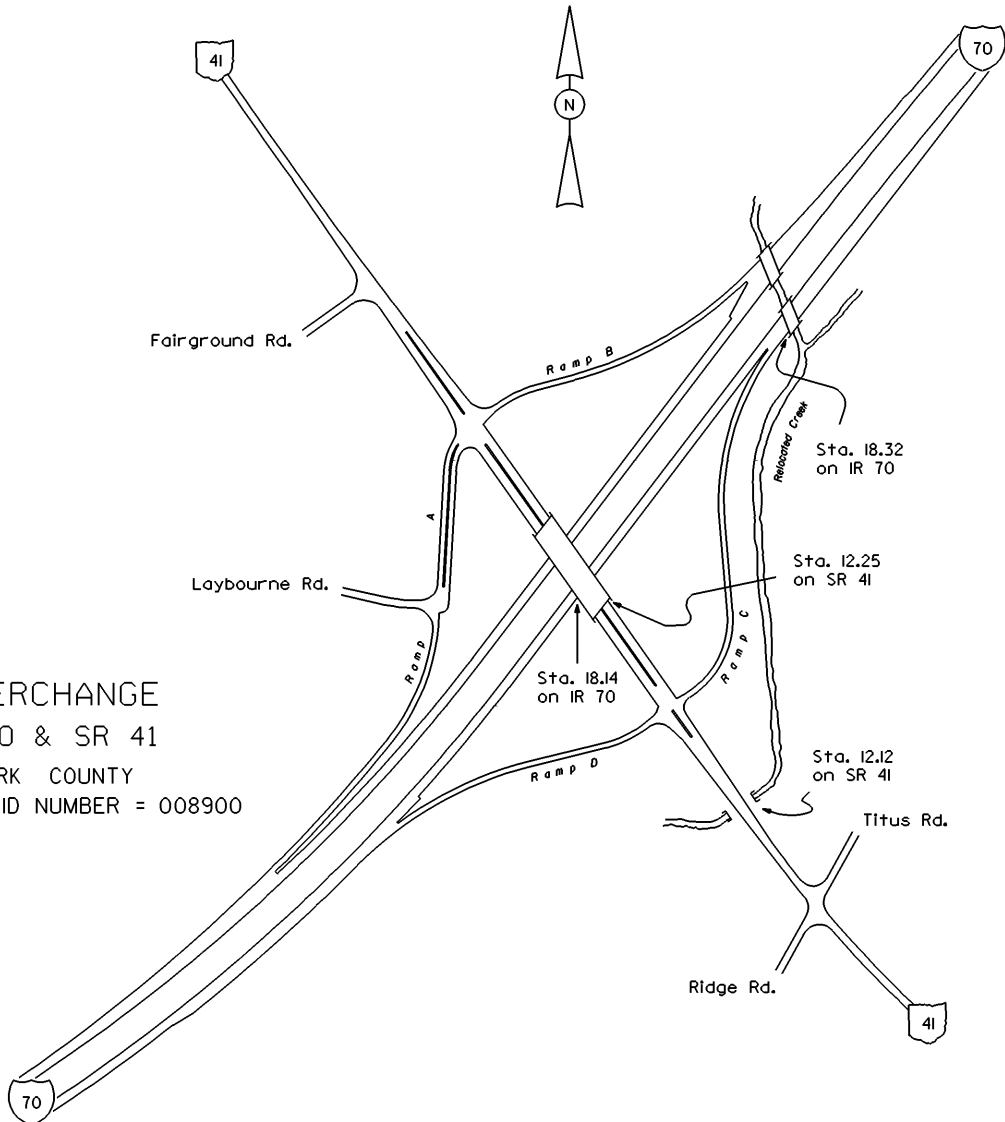 41
70
N
Fairground Rd.
Ramp B
Relocated Creek
Sta. 18.32
on IR 70
A
Sta. 12.25
on SR 41
Laybourne Rd.
Ramp
Ramp C
Sta. 18.14
on IR 70
ERCHANGE
0 & SR 41
RK COUNTY
ID NUMBER = 008900
Ramp D
Sta. 12.12
on SR 41
Titus Rd.
Ridge Rd.
41
70